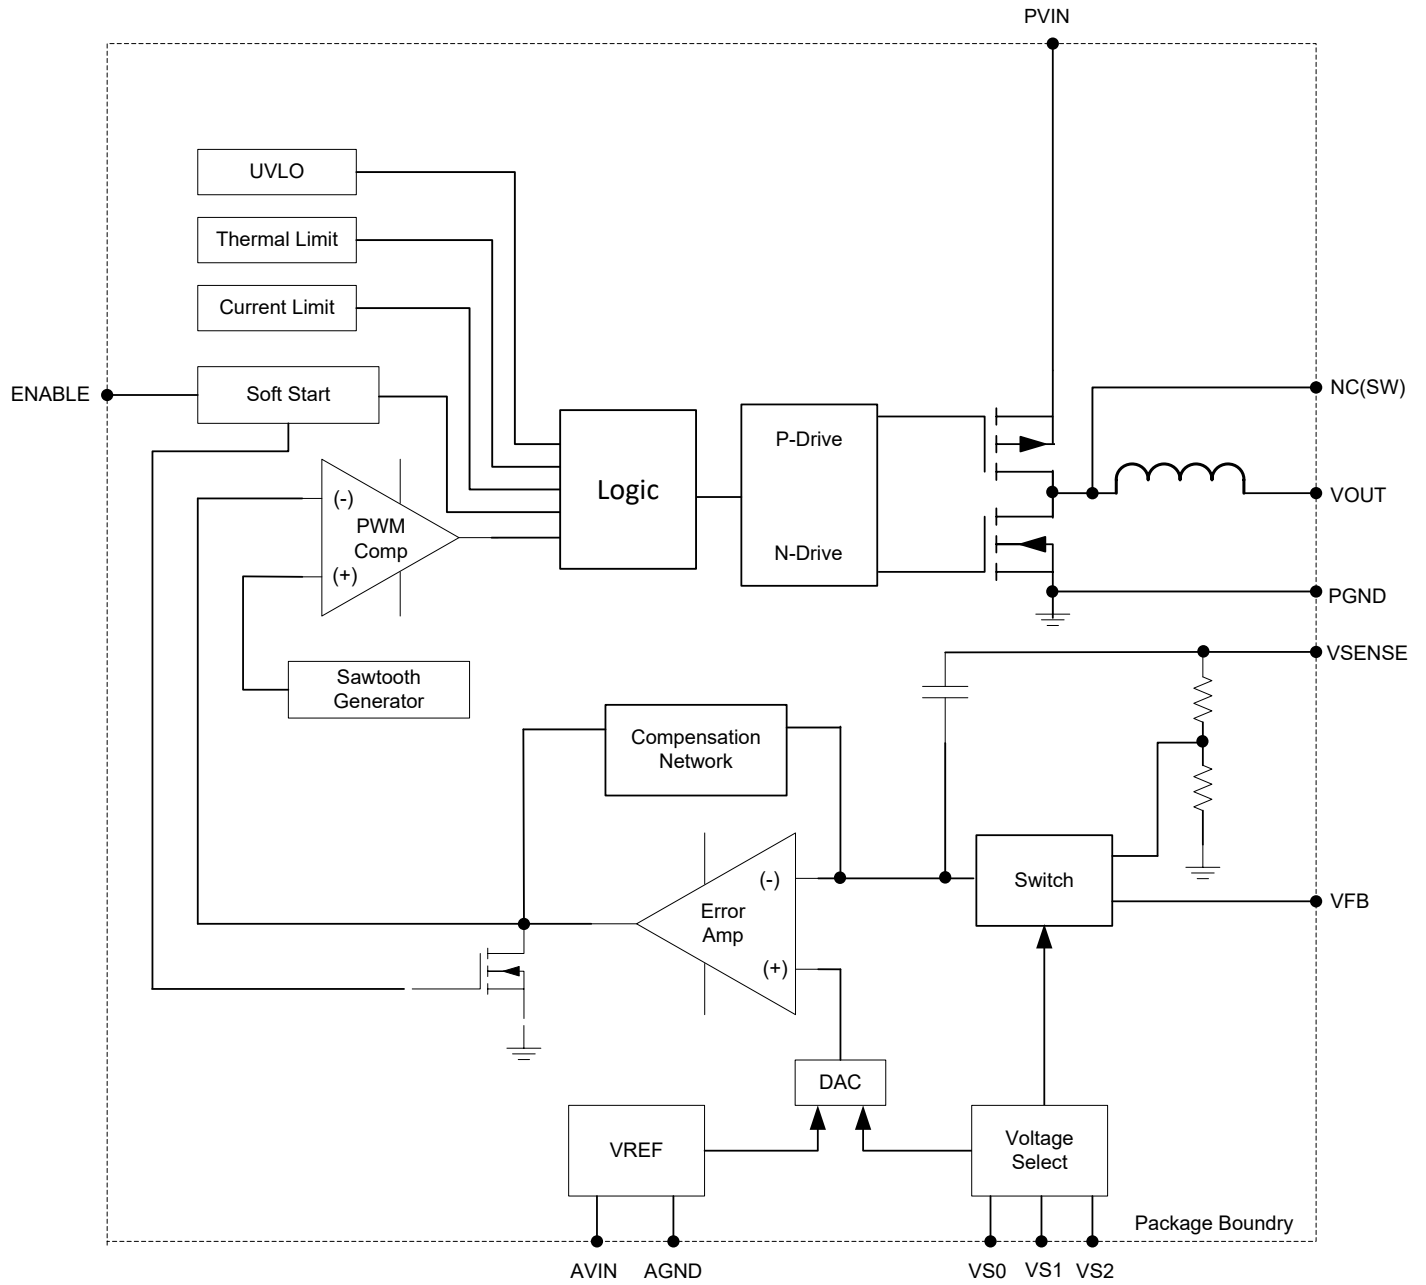 PVIN
UVLO
Thermal Limit
Current Limit
ENABLE
Soft Start
NC(SW)
P-Drive
Logic
(-)
VOUT
PWM
Comp
N-Drive
(+)
PGND
VSENSE
Sawtooth
Generator
Compensation
Network
(-)
Switch
VFB
Error
Amp
(+)
DAC
VREF
Voltage
Select
Package Boundry
AVIN
AGND
VS0
VS1
VS2